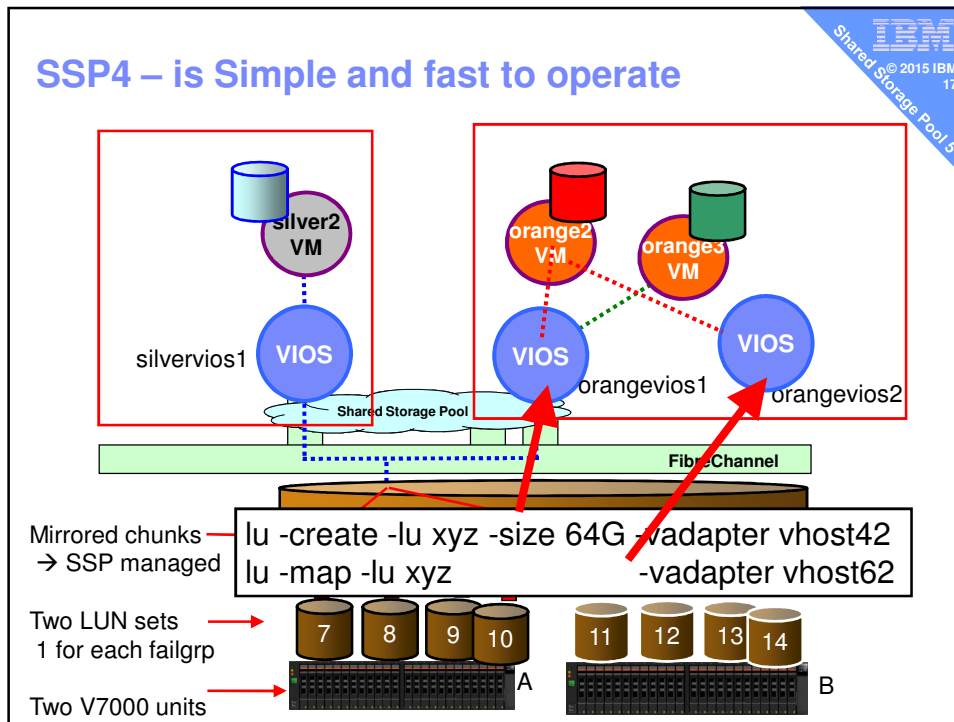 SSP4 – is Simple and fast to operate
IBM
© 2015 IBM
17
Shared Storage Pool 5
silver2
VM
orange2
VM
orange3
VM
silvervios1
VIOS
VIOS
orangevios1
VIOS
orangevios2
Shared Storage Pool
FibreChannel
Mirrored chunks
→ SSP managed
lu -create -lu xyz -size 64G -vadapter vhost42
lu -map -lu xyz -vadapter vhost62
Two LUN sets
1 for each failgrp
7
8
9
10
11
12
13
14
Two V7000 units
A
B